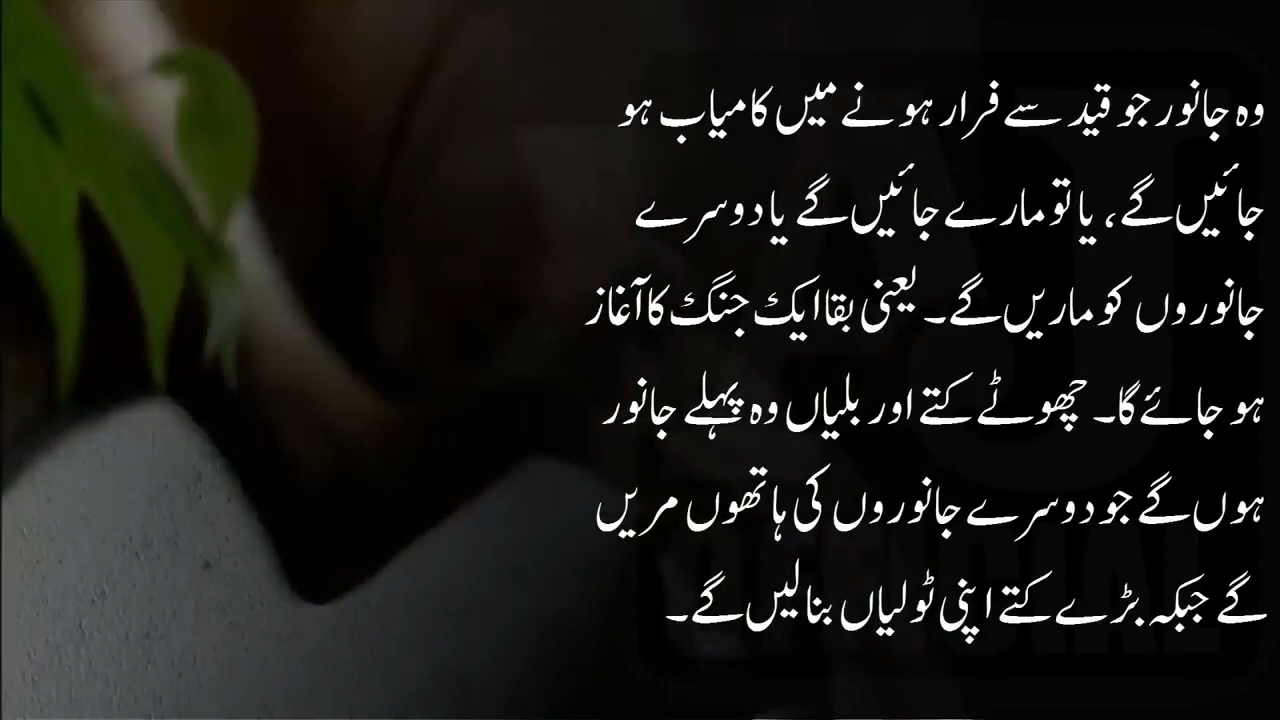 وہ جانور جو قید سے فرار ہونے میں کامیاب ہو
جائیں گے، یا تو مارے جائیں گے یا دوسرے
جانوروں کو ماریں گے۔ یعنی بقا ایک جنگ کا آغاز
ہو جائے گا۔ چھوٹے کتے اور بلیاں وہ پہلے جانور
ہوں گے جو دوسرے جانوروں کی ہاتھوں مریں
گے جبکہ بڑے کتے اپنی ٹولیاں بنا لیں گے۔